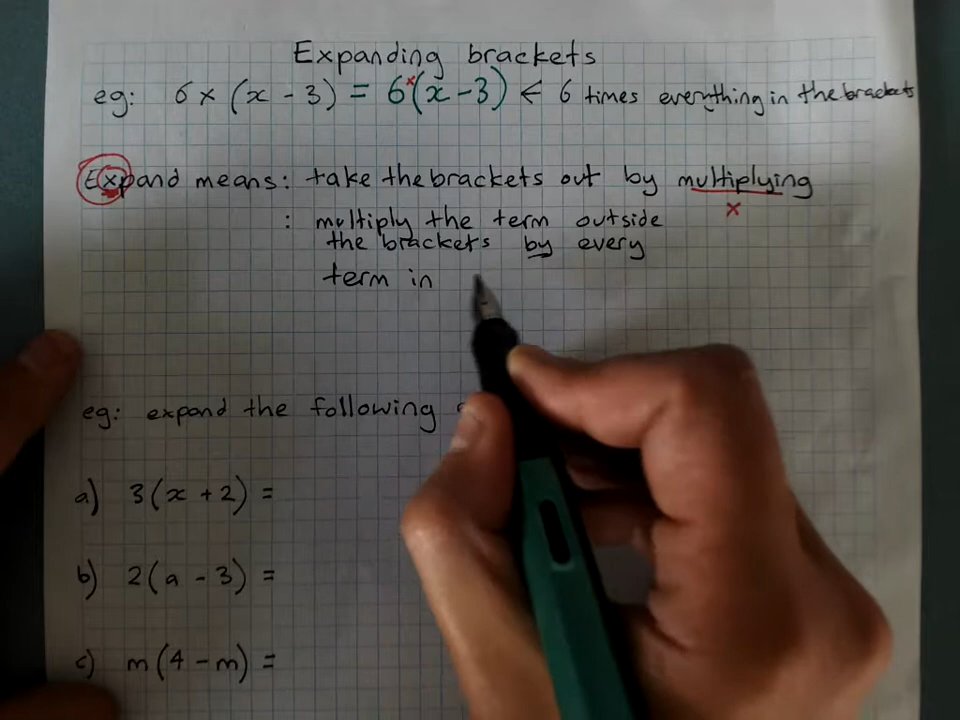 Expanding brackets
eg: 6 × (x - 3) = 6×(x - 3) ← 6 times everything in the brackets
Expand means: take the brackets out by multiplying
×
: multiply the term outside
the brackets by every
term in
eg: expand the following
a) 3(x + 2) =
b) 2(a - 3) =
c) m(4 - m) =